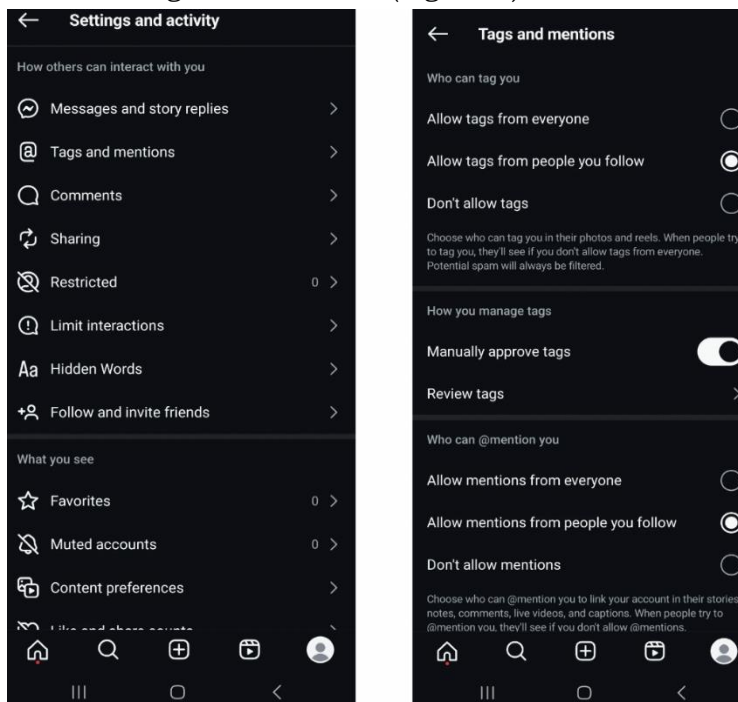 Settings and activity
How others can interact with you
Messages and story replies
Tags and mentions
Comments
Sharing
Restricted 0
Limit interactions
Aa Hidden Words
Follow and invite friends
What you see
Favorites 0
Muted accounts 0
Content preferences
Tags and mentions
Who can tag you
Allow tags from everyone
Allow tags from people you follow
Don't allow tags
Choose who can tag you in their photos and reels. When people try
to tag you, they'll see if you don't allow tags from everyone.
Potential spam will always be filtered.
How you manage tags
Manually approve tags
Review tags
Who can @mention you
Allow mentions from everyone
Allow mentions from people you follow
Don't allow mentions
Choose who can @mention you to link your account in their stories
notes, comments, live videos, and captions. When people try to
@mention you, they'll see if you don't allow @mentions.